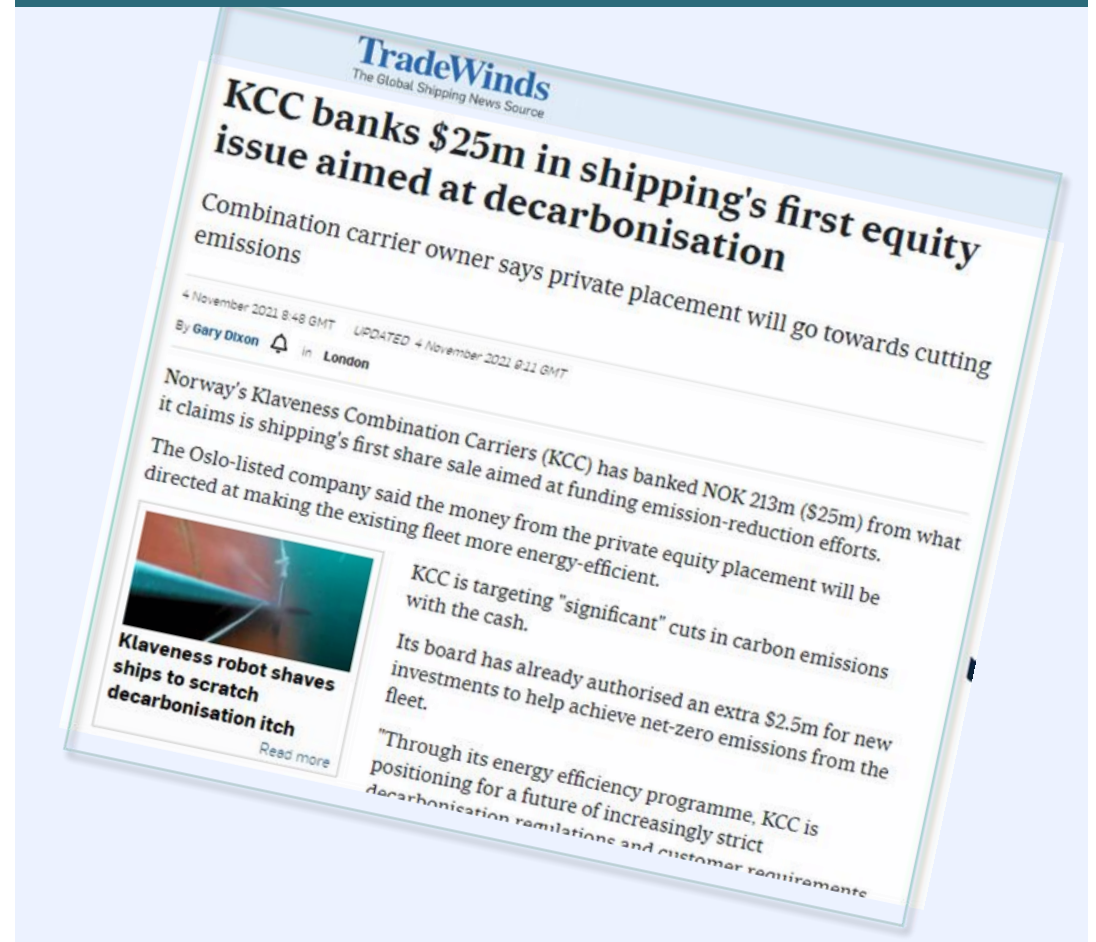 TradeWinds
The Global Shipping News Source
KCC banks $25m in shipping's first equity
issue aimed at decarbonisation
Combination carrier owner says private placement will go towards cutting
emissions
4 November 2021 8:48 GMT UPDATED 4 November 2021 9:11 GMT
By Gary Dixon in London
Norway's Klaveness Combination Carriers (KCC) has banked NOK 213m ($25m) from what
it claims is shipping's first share sale aimed at funding emission-reduction efforts.
The Oslo-listed company said the money from the private equity placement will be
directed at making the existing fleet more energy-efficient.
Klaveness robot shaves
ships to scratch
decarbonisation itch
Read more
KCC is targeting "significant" cuts in carbon emissions
with the cash.
Its board has already authorised an extra $2.5m for new
investments to help achieve net-zero emissions from the
fleet.
"Through its energy efficiency programme, KCC is
positioning for a future of increasingly strict
decarbonisation regulations and customer requirements